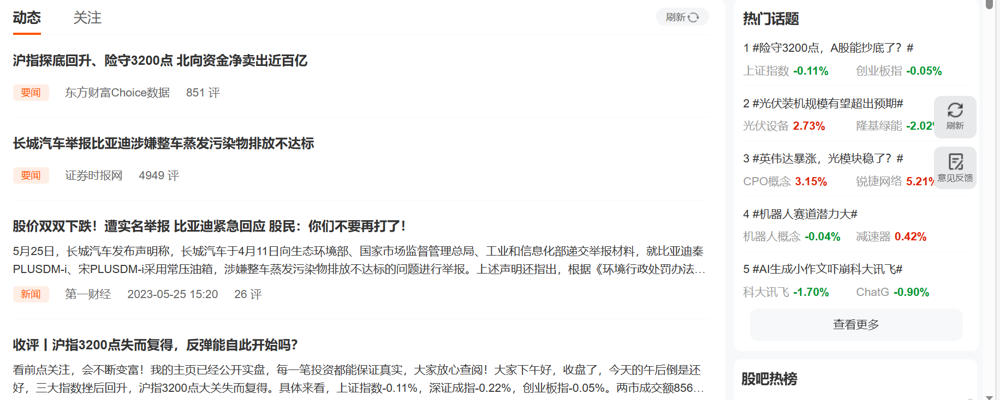 动态 关注 刷新
沪指探底回升、险守3200点 北向资金净卖出近百亿
要闻 东方财富Choice数据 851 评
长城汽车举报比亚迪涉嫌整车蒸发污染物排放不达标
要闻 证券时报网 4949 评
股价双双下跌！遭实名举报 比亚迪紧急回应 股民：你们不要再打了！
5月25日，长城汽车发布声明称，长城汽车于4月11日向生态环境部、国家市场监督管理总局、工业和信息化部递交举报材料，就比亚迪秦
PLUSDM-i、宋PLUSDM-i采用常压油箱，涉嫌整车蒸发污染物排放不达标的问题进行举报。上述声明还指出，根据《环境行政处罚办法…
新闻 第一财经 2023-05-25 15:20 26 评
收评丨沪指3200点失而复得，反弹能自此开始吗？
看前点关注，会不断变富！我的主页已经公开实盘，每一笔投资都能保证真实，大家放心查阅！大家下午好，收盘了，今天的午后倒是还
好，三大指数挫后回升，沪指3200点大关失而复得。具体来看，上证指数-0.11%，深证成指-0.22%，创业板指-0.05%。两市成交额856…
热门话题
1 #险守3200点，A股能抄底了？#
上证指数 -0.11% 创业板指 -0.05%
2 #光伏装机规模有望超出预期#
光伏设备 2.73% 隆基绿能 -2.02%
刷新
3 #英伟达暴涨，光模块稳了？#
CPO概念 3.15% 锐捷网络 5.21%
意见反馈
4 #机器人赛道潜力大#
机器人概念 -0.04% 减速器 0.42%
5 #AI生成小作文吓崩科大讯飞#
科大讯飞 -1.70% ChatG -0.90%
查看更多
股吧热榜